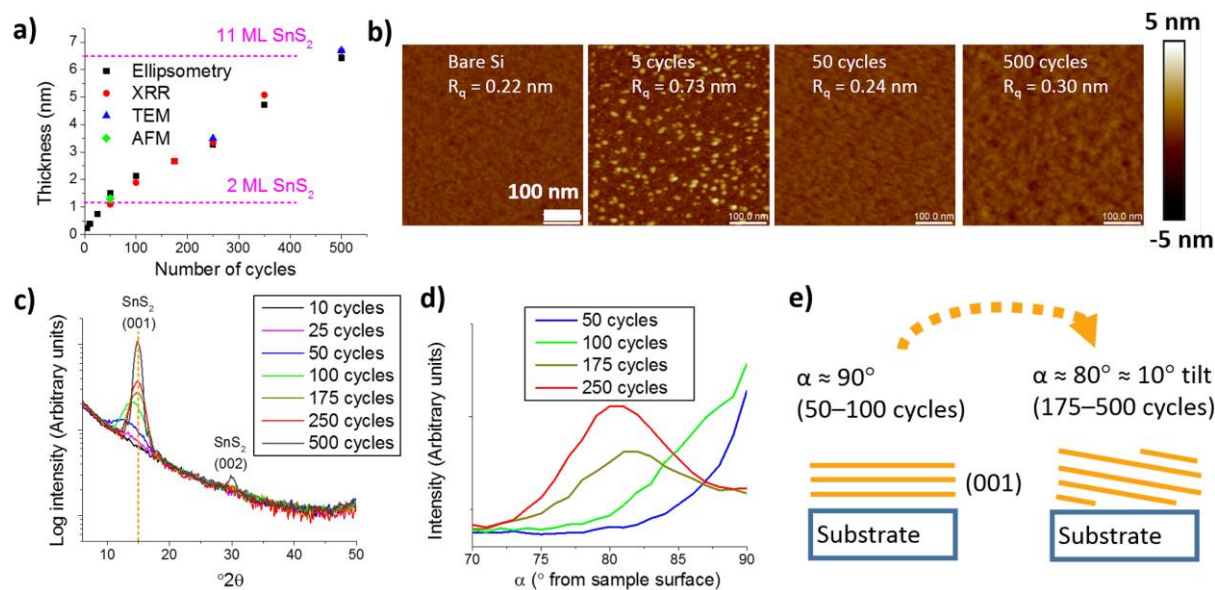 a)
Thickness (nm)
7
6
5
4
3
2
1
0
11 ML SnS₂
Ellipsometry
XRR
TEM
AFM
2 ML SnS₂
0 100 200 300 400 500
Number of cycles
b)
Bare Si
R_q = 0.22 nm
100 nm
5 cycles
R_q = 0.73 nm
100.0 nm
50 cycles
R_q = 0.24 nm
100.0 nm
500 cycles
R_q = 0.30 nm
100.0 nm
5 nm
-5 nm
c)
Log intensity (Arbitrary units)
SnS₂
(001)
SnS₂
(002)
10 cycles
25 cycles
50 cycles
100 cycles
175 cycles
250 cycles
500 cycles
10 20 30 40 50
°2θ
d)
Intensity (Arbitrary units)
50 cycles
100 cycles
175 cycles
250 cycles
70 75 80 85 90
α (° from sample surface)
e)
α ≈ 90°
(50–100 cycles)
α ≈ 80° ≈ 10° tilt
(175–500 cycles)
(001)
Substrate
Substrate